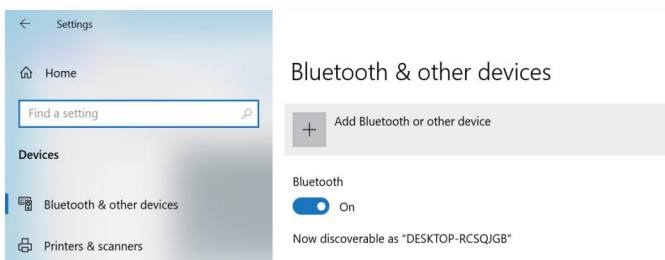 Settings
Home
Find a setting
Devices
Bluetooth & other devices
Printers & scanners
Bluetooth & other devices
Add Bluetooth or other device
Bluetooth
On
Now discoverable as “DESKTOP-RCSQJGB”